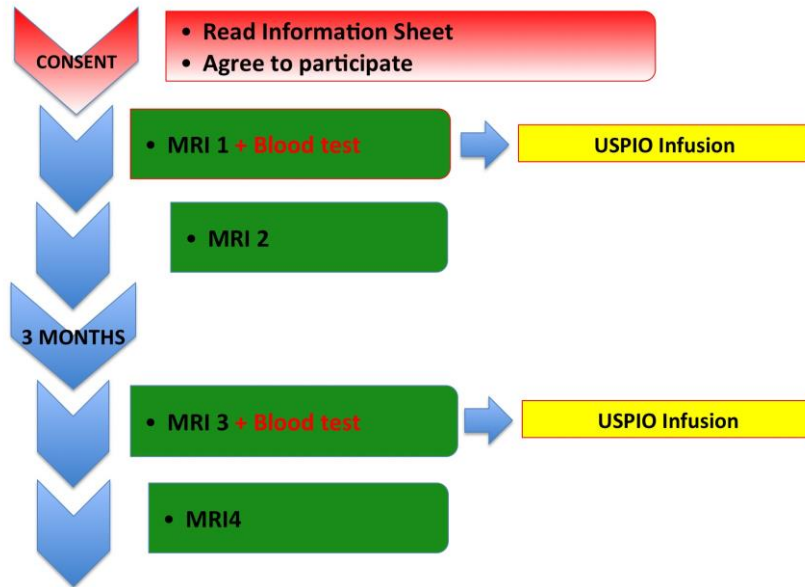 • Read Information Sheet
CONSENT
• Agree to participate
• MRI 1 + Blood test
USPIO Infusion
• MRI 2
3 MONTHS
• MRI 3 + Blood test
USPIO Infusion
• MRI4